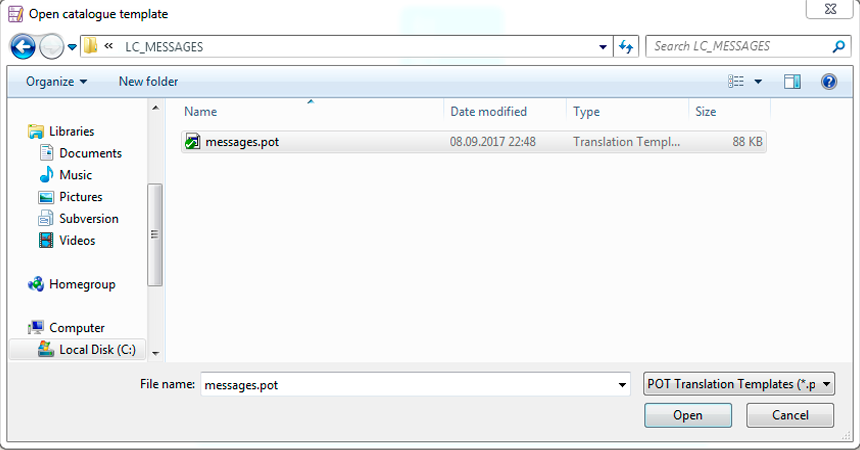 Open catalogue template
« LC_MESSAGES
Search LC_MESSAGES
Organize New folder
Name Date modified Type Size
Libraries
messages.pot 08.09.2017 22:48 Translation Templ... 88 KB
Documents
Music
Pictures
Subversion
Videos
Homegroup
Computer
Local Disk (C:)
File name: messages.pot POT Translation Templates (*.p
Open Cancel